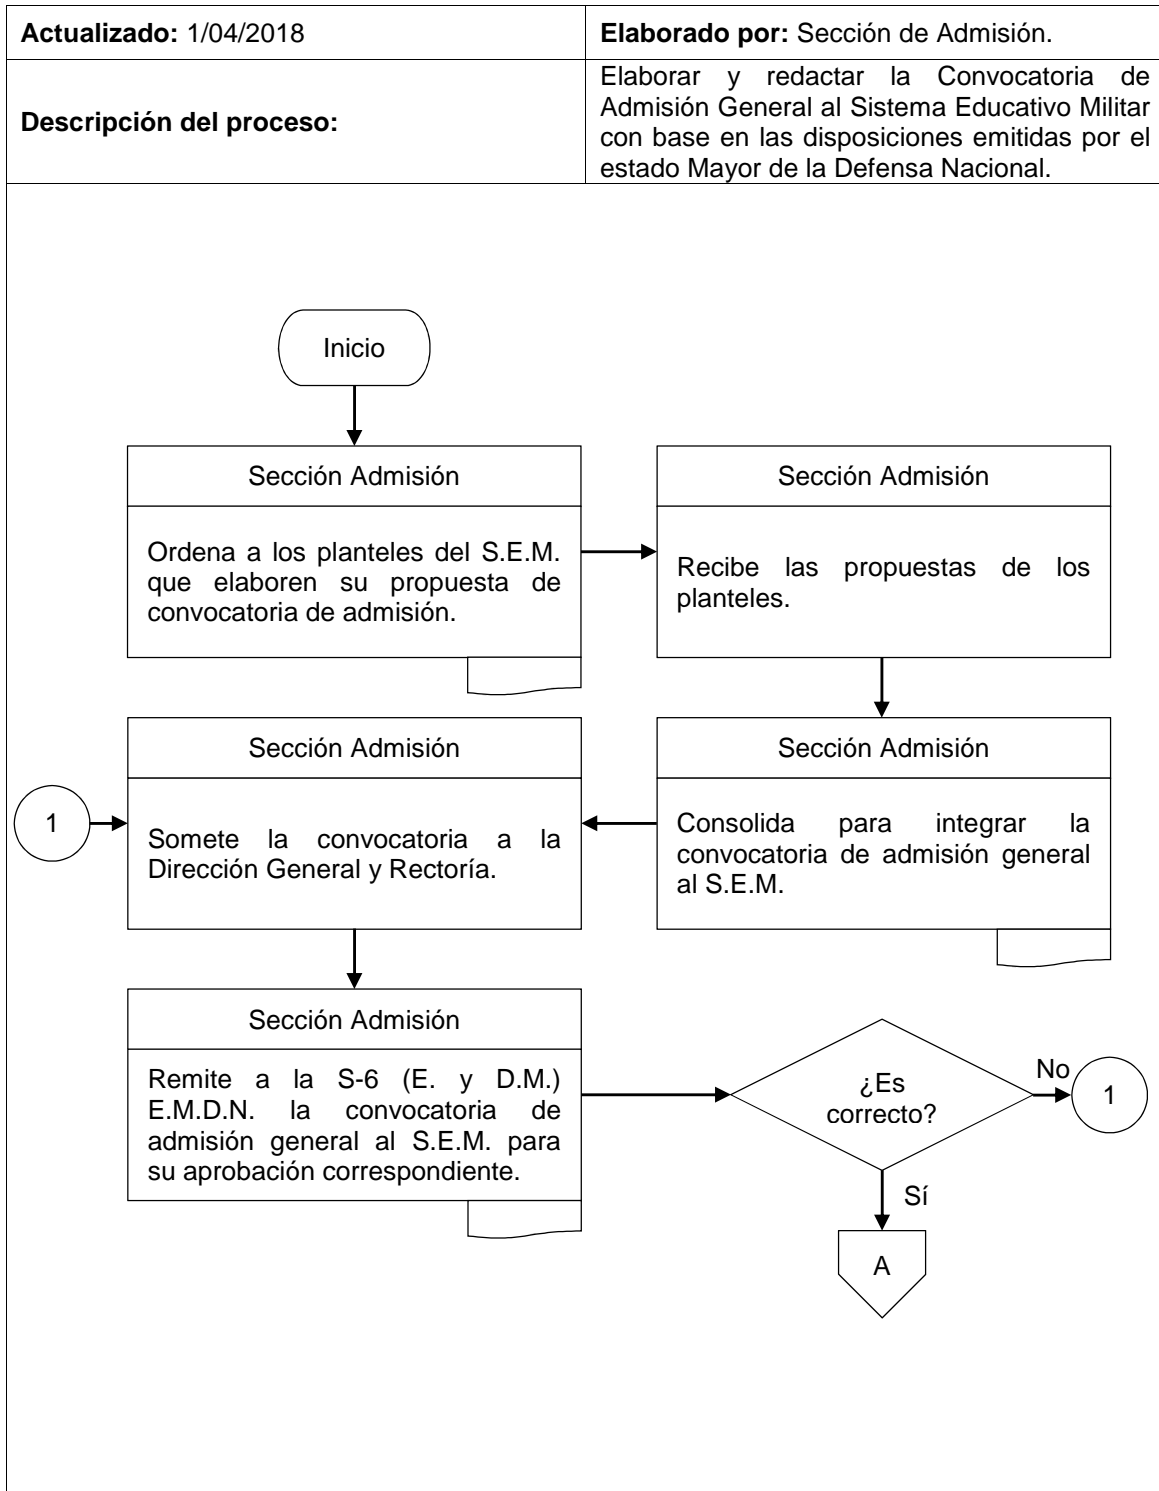 Actualizado: 1/04/2018
Elaborado por: Sección de Admisión.
Descripción del proceso:
Elaborar y redactar la Convocatoria de
Admisión General al Sistema Educativo Militar
con base en las disposiciones emitidas por el
estado Mayor de la Defensa Nacional.
Inicio
Sección Admisión
Ordena a los planteles del S.E.M.
que elaboren su propuesta de
convocatoria de admisión.
Sección Admisión
Recibe las propuestas de los
planteles.
Sección Admisión
Consolida para integrar la
convocatoria de admisión general
al S.E.M.
1
Sección Admisión
Somete la convocatoria a la
Dirección General y Rectoría.
Sección Admisión
Remite a la S-6 (E. y D.M.)
E.M.D.N. la convocatoria de
admisión general al S.E.M. para
su aprobación correspondiente.
¿Es
correcto?
No
1
Sí
A